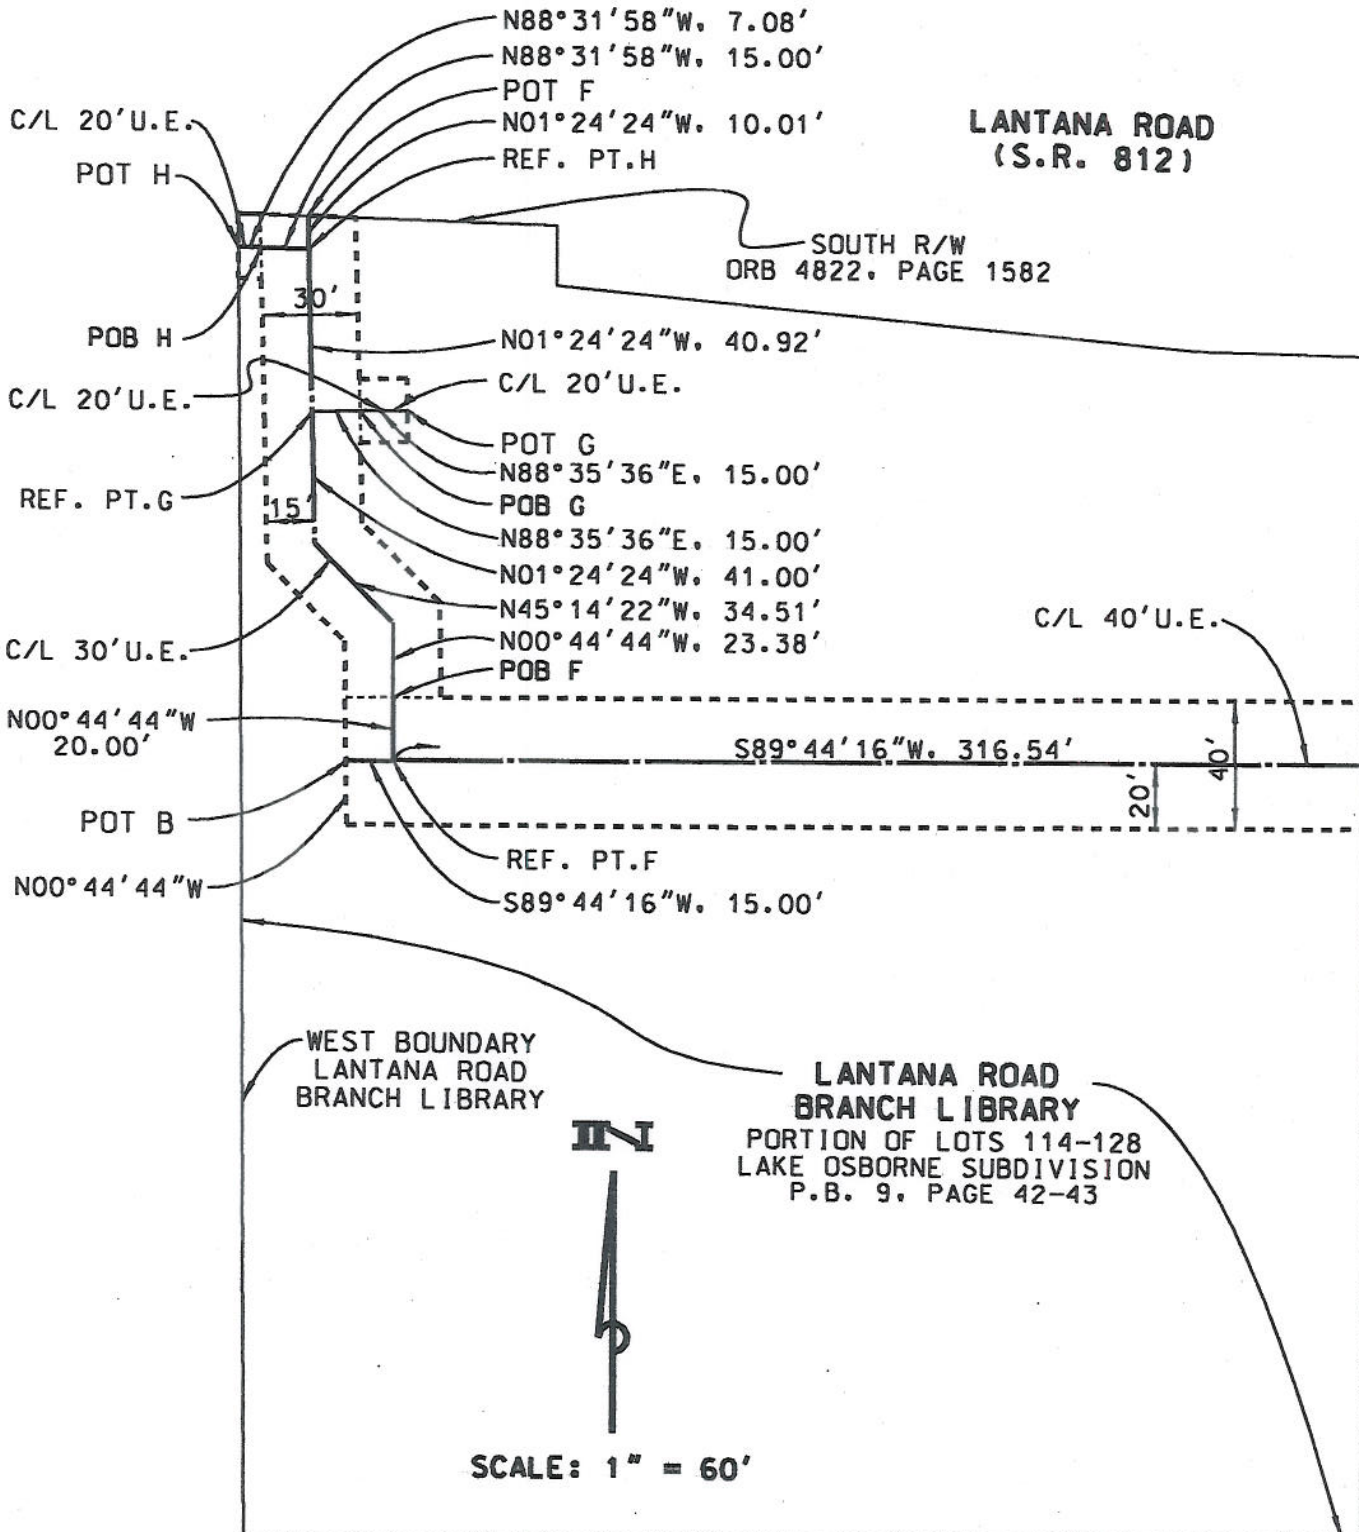 N88°31'58"W. 7.08'
N88°31'58"W. 15.00'
POT F
C/L 20'U.E.
N01°24'24"W. 10.01'
LANTANA ROAD
(S.R. 812)
REF. PT.H
POT H
SOUTH R/W
ORB 4822. PAGE 1582
30'
POB H
N01°24'24"W. 40.92'
C/L 20'U.E.
C/L 20'U.E.
POT G
N88°35'36"E. 15.00'
REF. PT.G
POB G
15'
N88°35'36"E. 15.00'
N01°24'24"W. 41.00'
N45°14'22"W. 34.51'
C/L 40'U.E.
C/L 30'U.E.
N00°44'44"W. 23.38'
POB F
N00°44'44"W
20.00'
S89°44'16"W. 316.54'
40'
20'
POT B
REF. PT.F
N00°44'44"W
S89°44'16"W. 15.00'
WEST BOUNDARY
LANTANA ROAD
BRANCH LIBRARY
LANTANA ROAD
BRANCH LIBRARY
PORTION OF LOTS 114-128
LAKE OSBORNE SUBDIVISION
P.B. 9. PAGE 42-43
N
SCALE: 1" = 60'